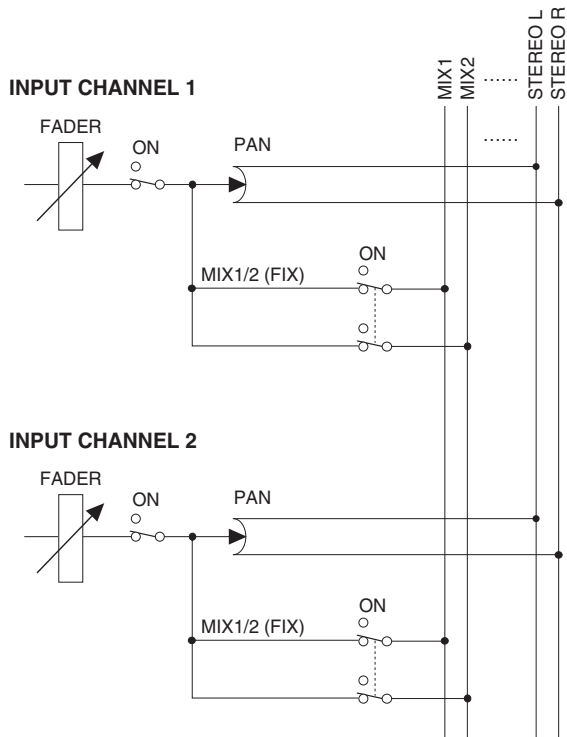 MIX1
MIX2
......
STEREO L
STEREO R
......
INPUT CHANNEL 1
FADER
ON
PAN
MIX1/2 (FIX)
ON
INPUT CHANNEL 2
FADER
ON
PAN
MIX1/2 (FIX)
ON